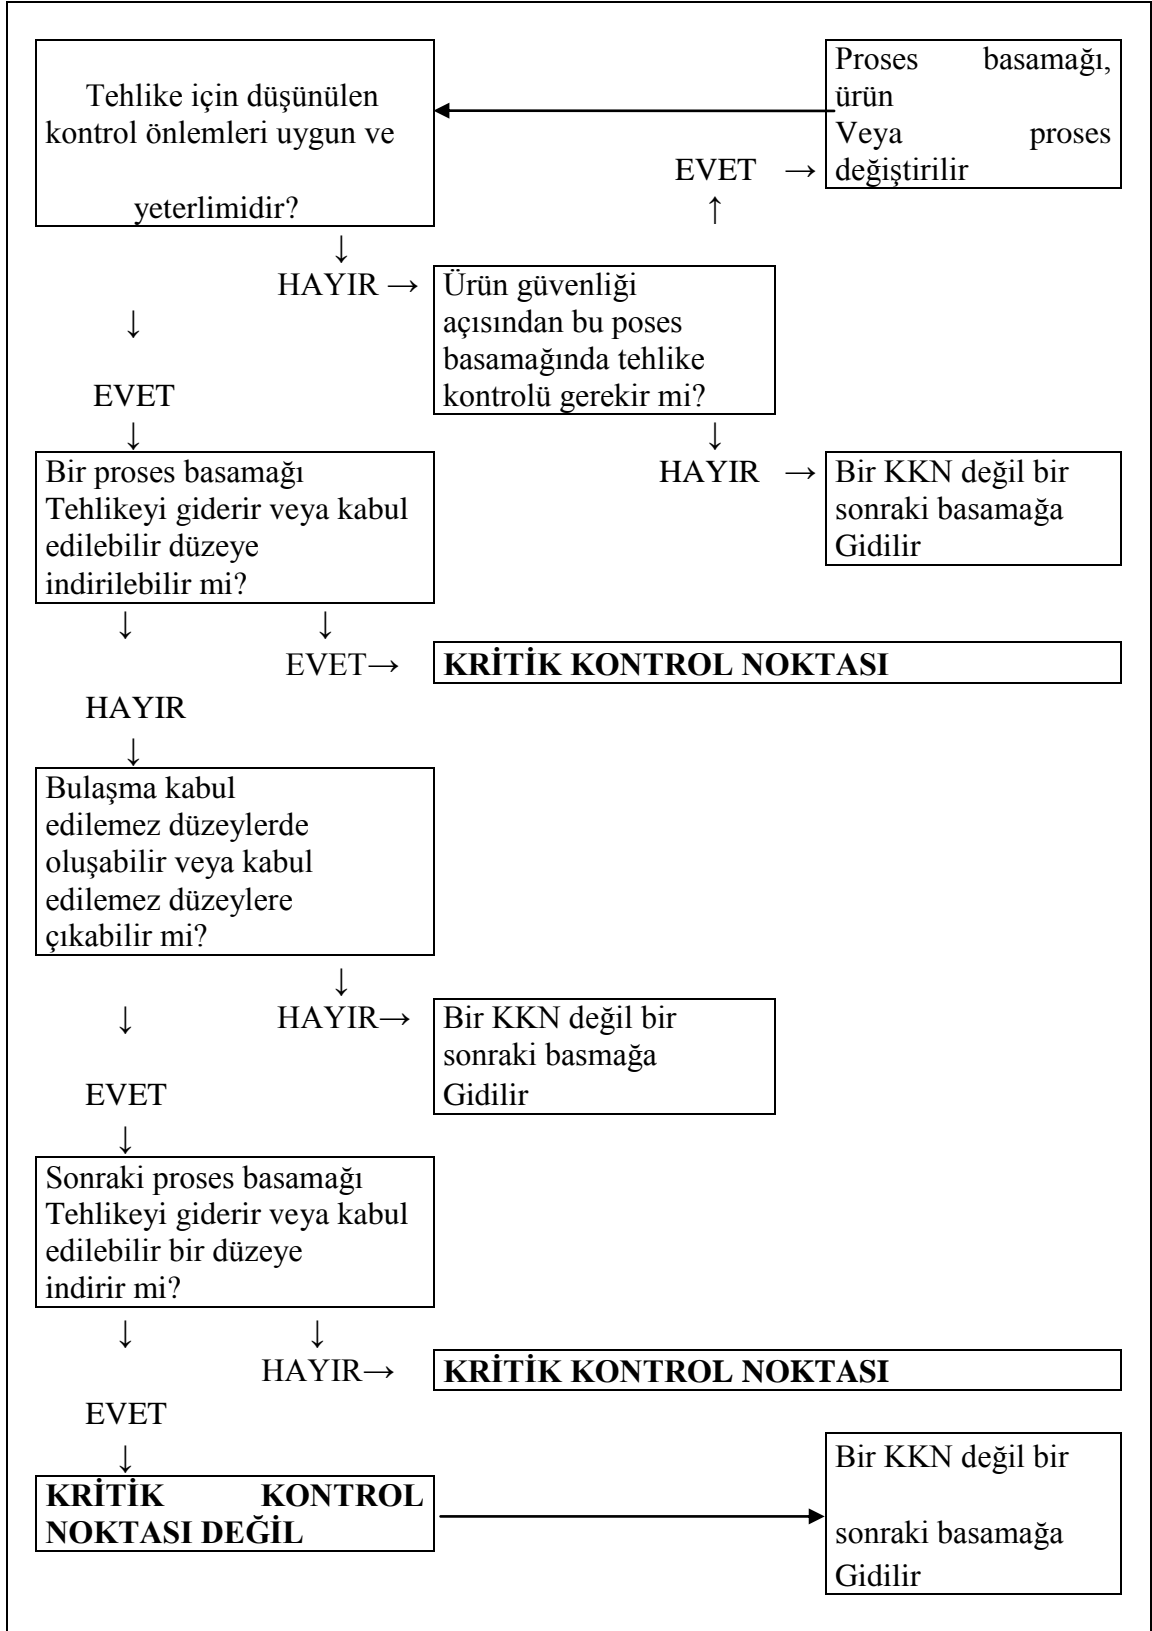 Tehlike için düşünülen
kontrol önlemleri uygun ve
yeterlimidir?
Proses basamağı,
ürün
Veya proses
değiştirilir
EVET →
↑
↓
HAYIR →
Ürün güvenliği
açısından bu poses
basamağında tehlike
kontrolü gerekir mi?
↓
EVET
↓
↓
HAYIR →
Bir KKN değil bir
sonraki basamağa
Gidilir
Bir proses basamağı
Tehlikeyi giderir veya kabul
edilebilir düzeye
indirilebilir mi?
↓ ↓
EVET→
KRİTİK KONTROL NOKTASI
HAYIR
↓
Bulaşma kabul
edilemez düzeylerde
oluşabilir veya kabul
edilemez düzeylere
çıkabilir mi?
↓
↓ HAYIR→
Bir KKN değil bir
sonraki basmağa
Gidilir
EVET
↓
Sonraki proses basamağı
Tehlikeyi giderir veya kabul
edilebilir bir düzeye
indirir mi?
↓ ↓
HAYIR→
KRİTİK KONTROL NOKTASI
EVET
↓
KRİTİK KONTROL
NOKTASI DEĞİL
Bir KKN değil bir
sonraki basamağa
Gidilir